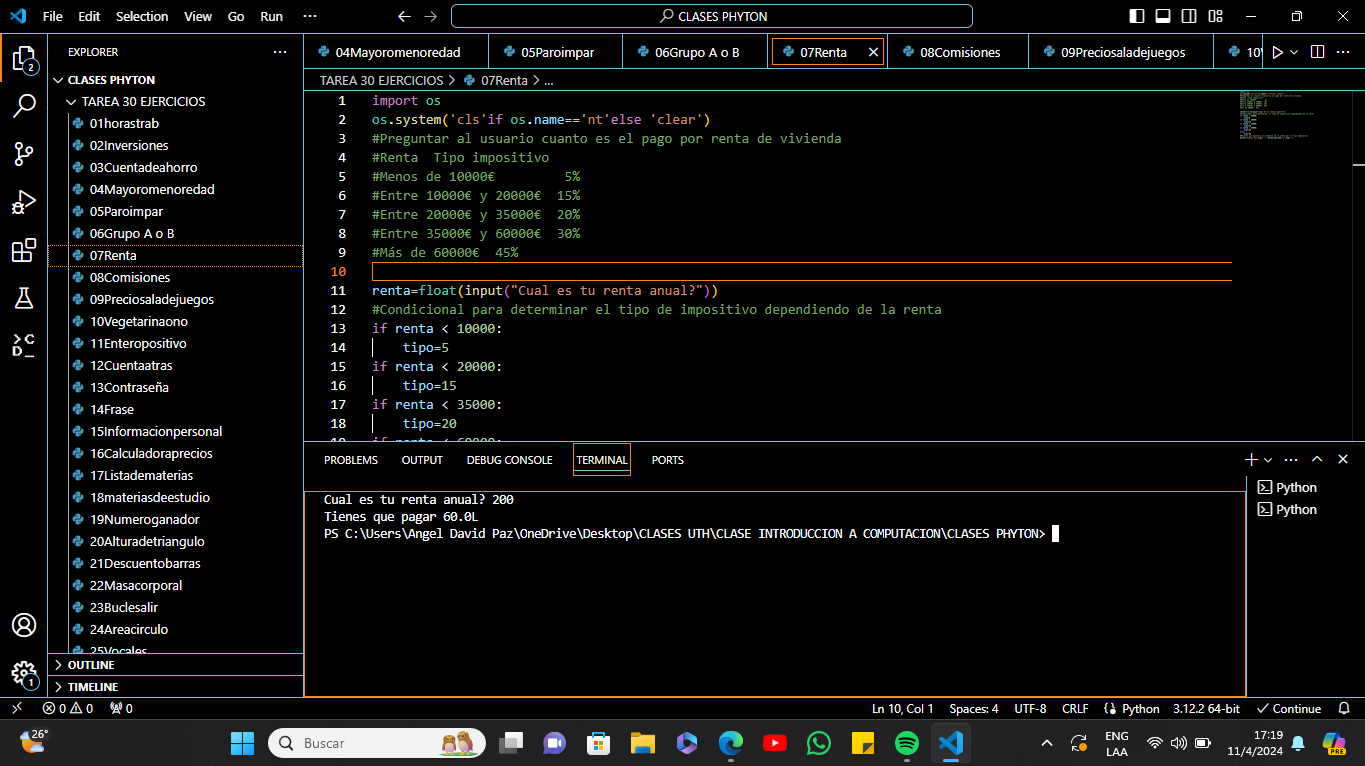 File Edit Selection View Go Run ··· CLASES PHYTON
EXPLORER
CLASES PHYTON
TAREA 30 EJERCICIOS
01horastrab
02Inversiones
03Cuentadeahorro
04Mayoromenoredad
05Paroimpar
06Grupo A o B
07Renta
08Comisiones
09Preciosaladejuegos
10Vegetarinaono
11Enteropositivo
12Cuentaatras
13Contraseña
14Frase
15Informacionpersonal
16Calculadoraprecios
17Listadematerias
18materiasdeestudio
19Numeroganador
20Alturadetriangulo
21Descuentobarras
22Masacorporal
23Buclesalir
24Areacirculo
25Vocales
OUTLINE
TIMELINE
2
1
04Mayoromenoredad 05Paroimpar 06Grupo A o B 07Renta 08Comisiones 09Preciosaladejuegos
TAREA 30 EJERCICIOS > 07Renta > ...
1 import os
2 os.system('cls'if os.name=='nt'else 'clear')
3 #Preguntar al usuario cuanto es el pago por renta de vivienda
4 #Renta  Tipo impositivo
5 #Menos de 10000€         5%
6 #Entre 10000€ y 20000€  15%
7 #Entre 20000€ y 35000€  20%
8 #Entre 35000€ y 60000€  30%
9 #Más de 60000€  45%
10
11 renta=float(input("Cual es tu renta anual?"))
12 #Condicional para determinar el tipo de impositivo dependiendo de la renta
13 if renta < 10000:
14     tipo=5
15 if renta < 20000:
16     tipo=15
17 if renta < 35000:
18     tipo=20
PROBLEMS OUTPUT DEBUG CONSOLE TERMINAL PORTS
Cual es tu renta anual? 200
Tienes que pagar 60.0L
PS C:\Users\Angel David Paz\OneDrive\Desktop\CLASES UTH\CLASE INTRODUCCION A COMPUTACION\CLASES PHYTON>
Python
Python
0 0 0 Ln 10, Col 1 Spaces: 4 UTF-8 CRLF Python 3.12.2 64-bit Continue
26° Buscar ENG 17:19
LAA 11/4/2024
PRE